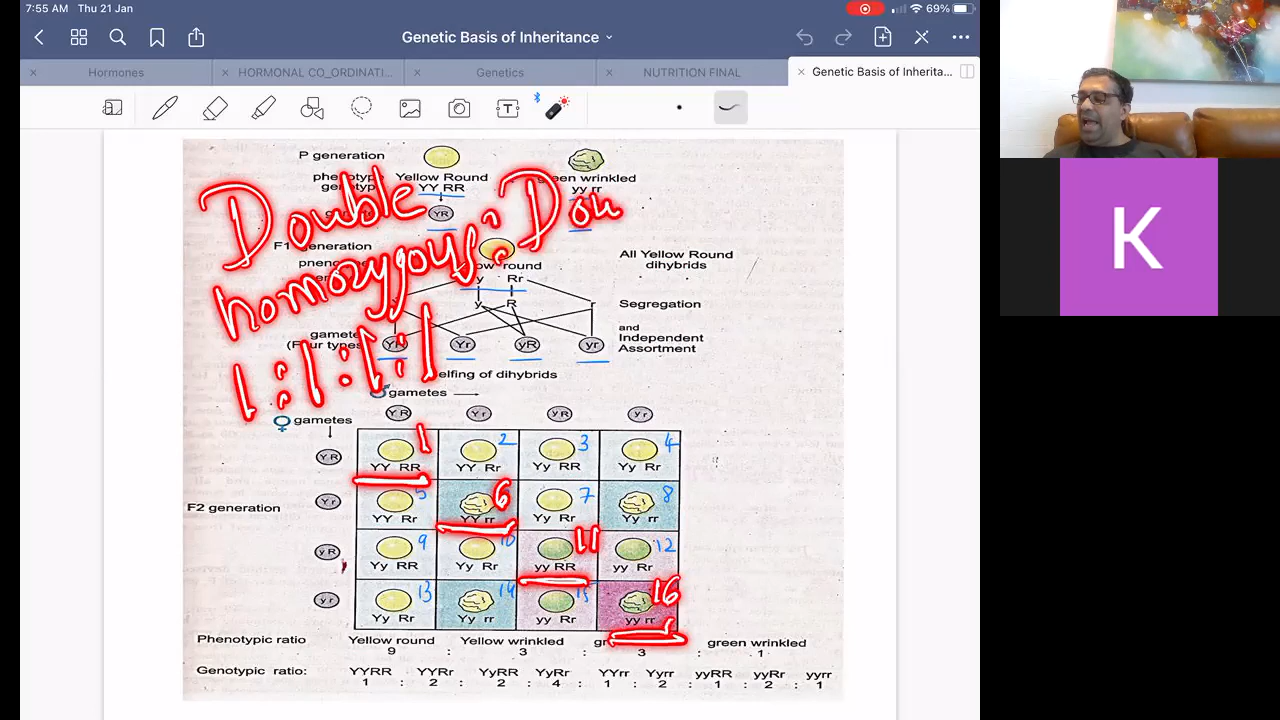 7:55 AM Thu 21 Jan
69%
Genetic Basis of Inheritance
Hormones
HORMONAL CO_ORDINATI...
Genetics
NUTRITION FINAL
Genetic Basis of Inherita...
P generation
phenotype Yellow Round green wrinkled
YY RR yy rr
YR
Double
homozygous: Dou
1:1:1:1
F1 generation
All Yellow Round
dihybrids
Rr
y R r Segregation
and
Independent
Assortment
(Four types) Yr yR yr
elfing of dihybrids
♂ gametes
♀ gametes YR Yr yR yr
YR 1 2 3 4
YY RR YY Rr Yy RR Yy Rr
Yr 5 6 7 8
YY Rr YY rr Yy Rr Yy rr
F2 generation
yR 9 10 11 12
Yy RR Yy Rr yy RR yy Rr
yr 13 14 15 16
Yy Rr Yy rr yy Rr yy rr
Phenotypic ratio Yellow round Yellow wrinkled green wrinkled
9 : 3 : 3 : 1
Genotypic ratio: YYRR YYRr YyRR YyRr YYrr Yyrr yyRR yyRr yyrr
1 : 2 : 2 : 4 : 1 : 2 : 1 : 2 : 1
K